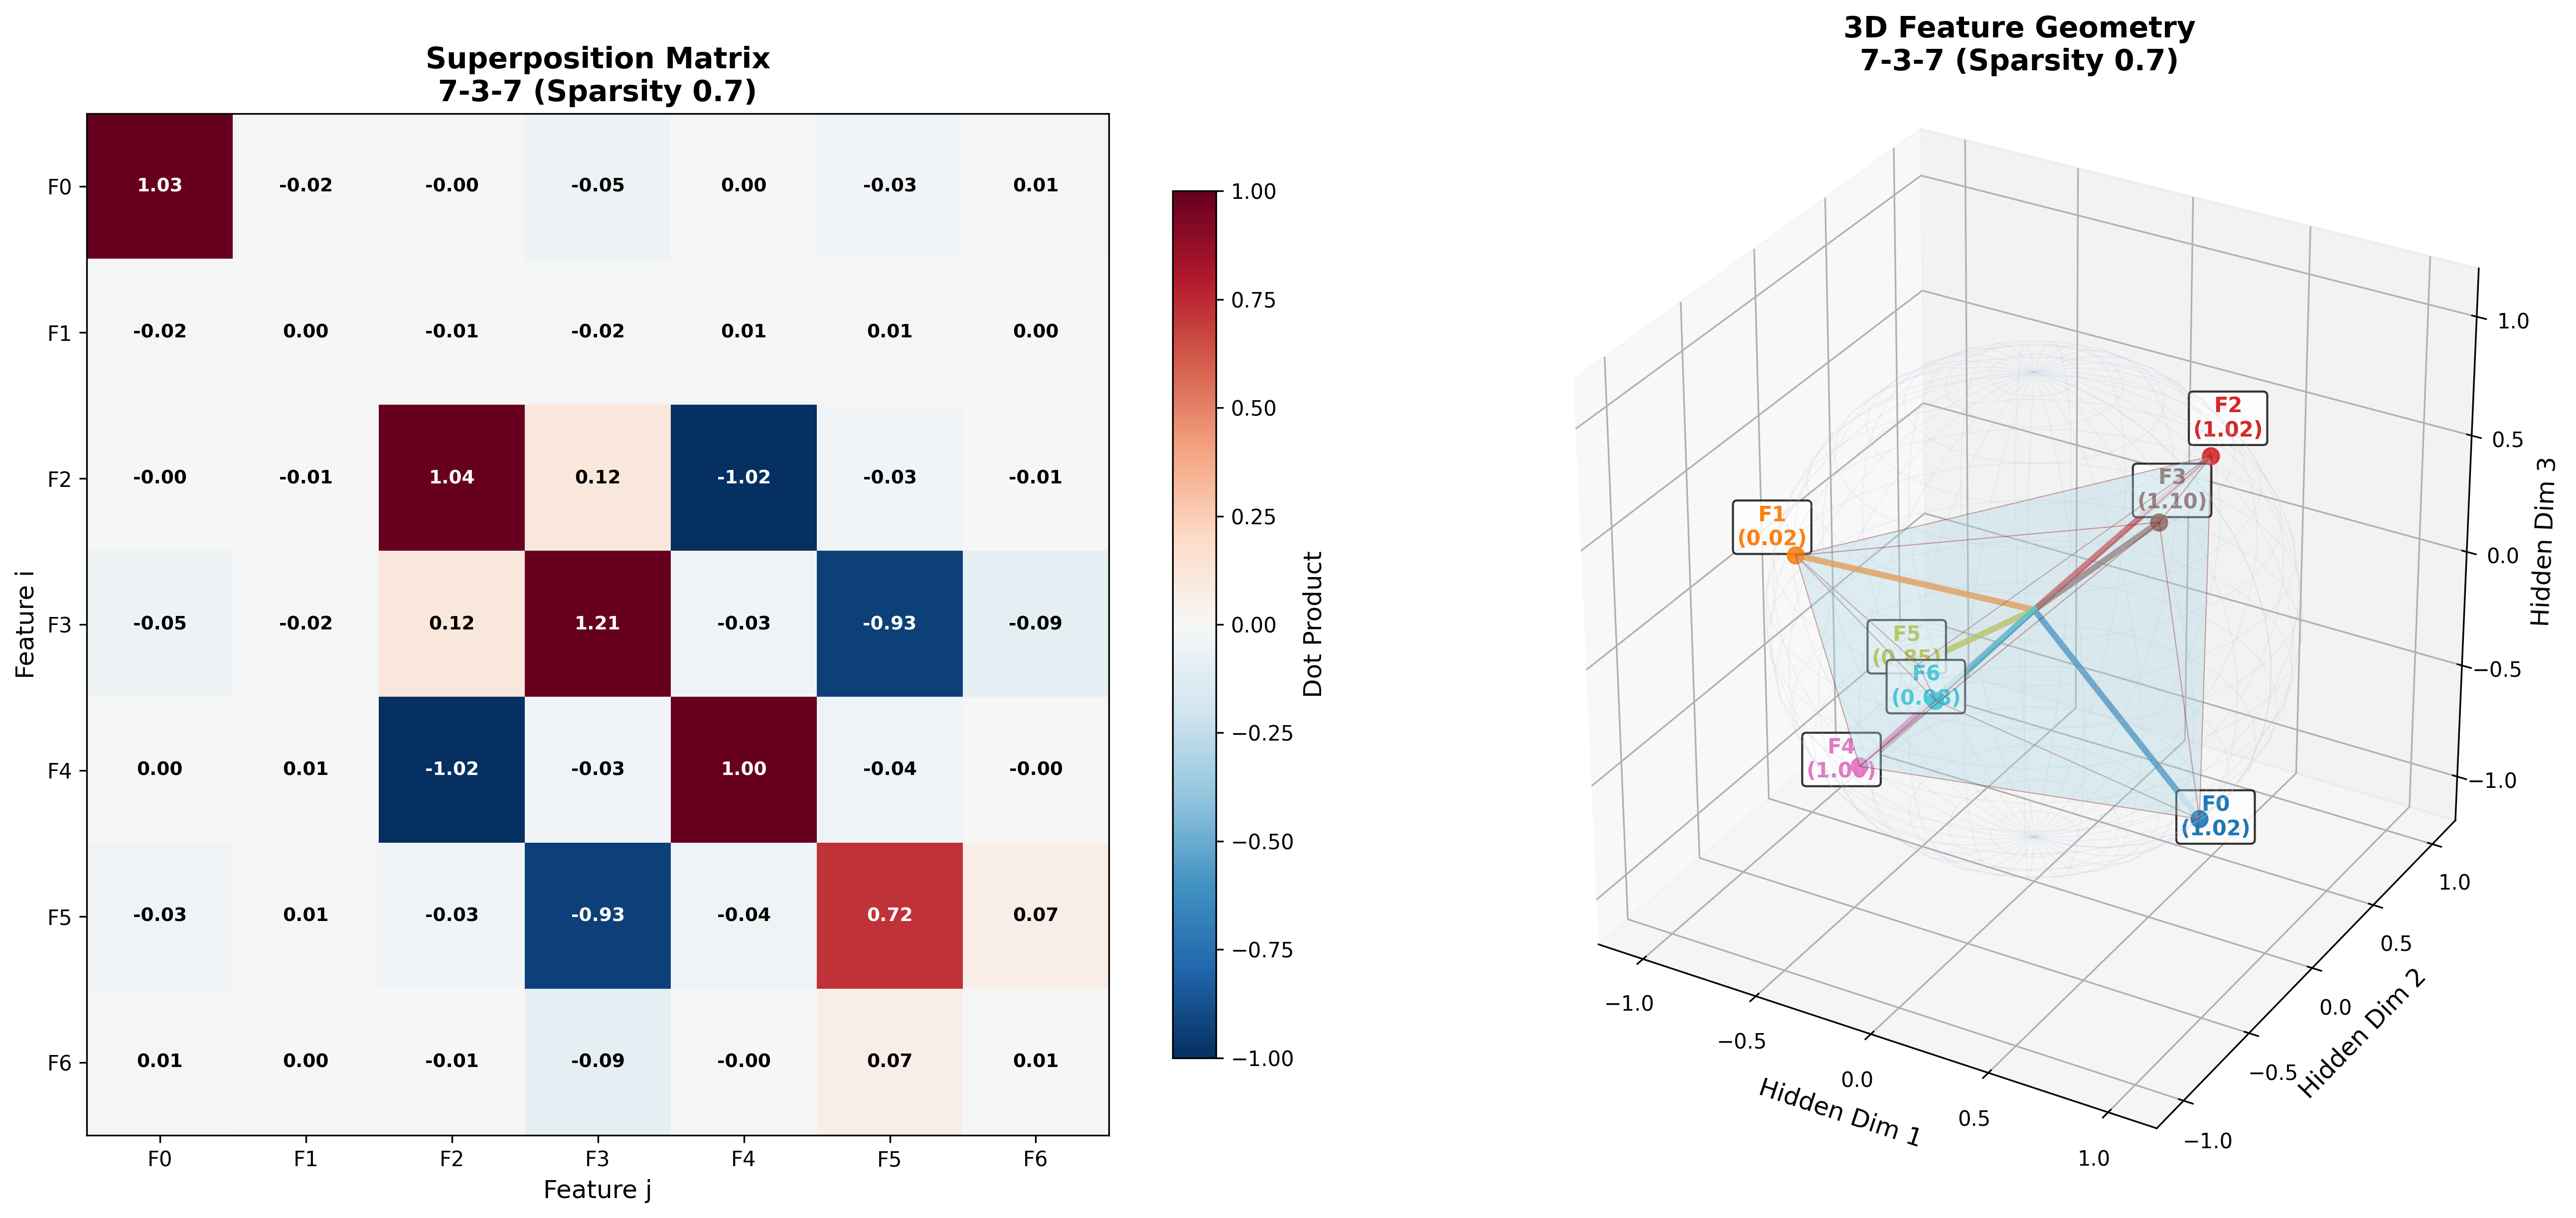 Superposition Matrix
7-3-7 (Sparsity 0.7)
F0 1.03 -0.02 -0.00 -0.05 0.00 -0.03 0.01
F1 -0.02 0.00 -0.01 -0.02 0.01 0.01 0.00
F2 -0.00 -0.01 1.04 0.12 -1.02 -0.03 -0.01
F3 -0.05 -0.02 0.12 1.21 -0.03 -0.93 -0.09
F4 0.00 0.01 -1.02 -0.03 1.00 -0.04 -0.00
F5 -0.03 0.01 -0.03 -0.93 -0.04 0.72 0.07
F6 0.01 0.00 -0.01 -0.09 -0.00 0.07 0.01
F0 F1 F2 F3 F4 F5 F6
Feature j
Feature i
1.00
0.75
0.50
0.25
0.00
−0.25
−0.50
−0.75
−1.00
Dot Product
3D Feature Geometry
7-3-7 (Sparsity 0.7)
F2
(1.02)
F3
(1.10)
F1
(0.02)
F5
(0.85)
F6
F4
F0
(1.02)
1.0
0.5
0.0
−0.5
−1.0
Hidden Dim 3
1.0
0.5
0.0
−0.5
−1.0
Hidden Dim 2
−1.0
−0.5
0.0
0.5
1.0
Hidden Dim 1